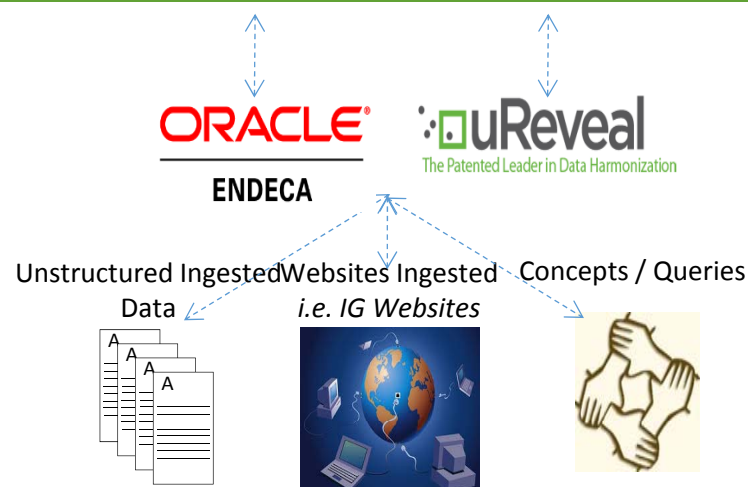 ORACLE®
ENDECA
uReveal
The Patented Leader in Data Harmonization
Unstructured Ingested
Data
Websites Ingested
i.e. IG Websites
Concepts / Queries
A
A
A
A